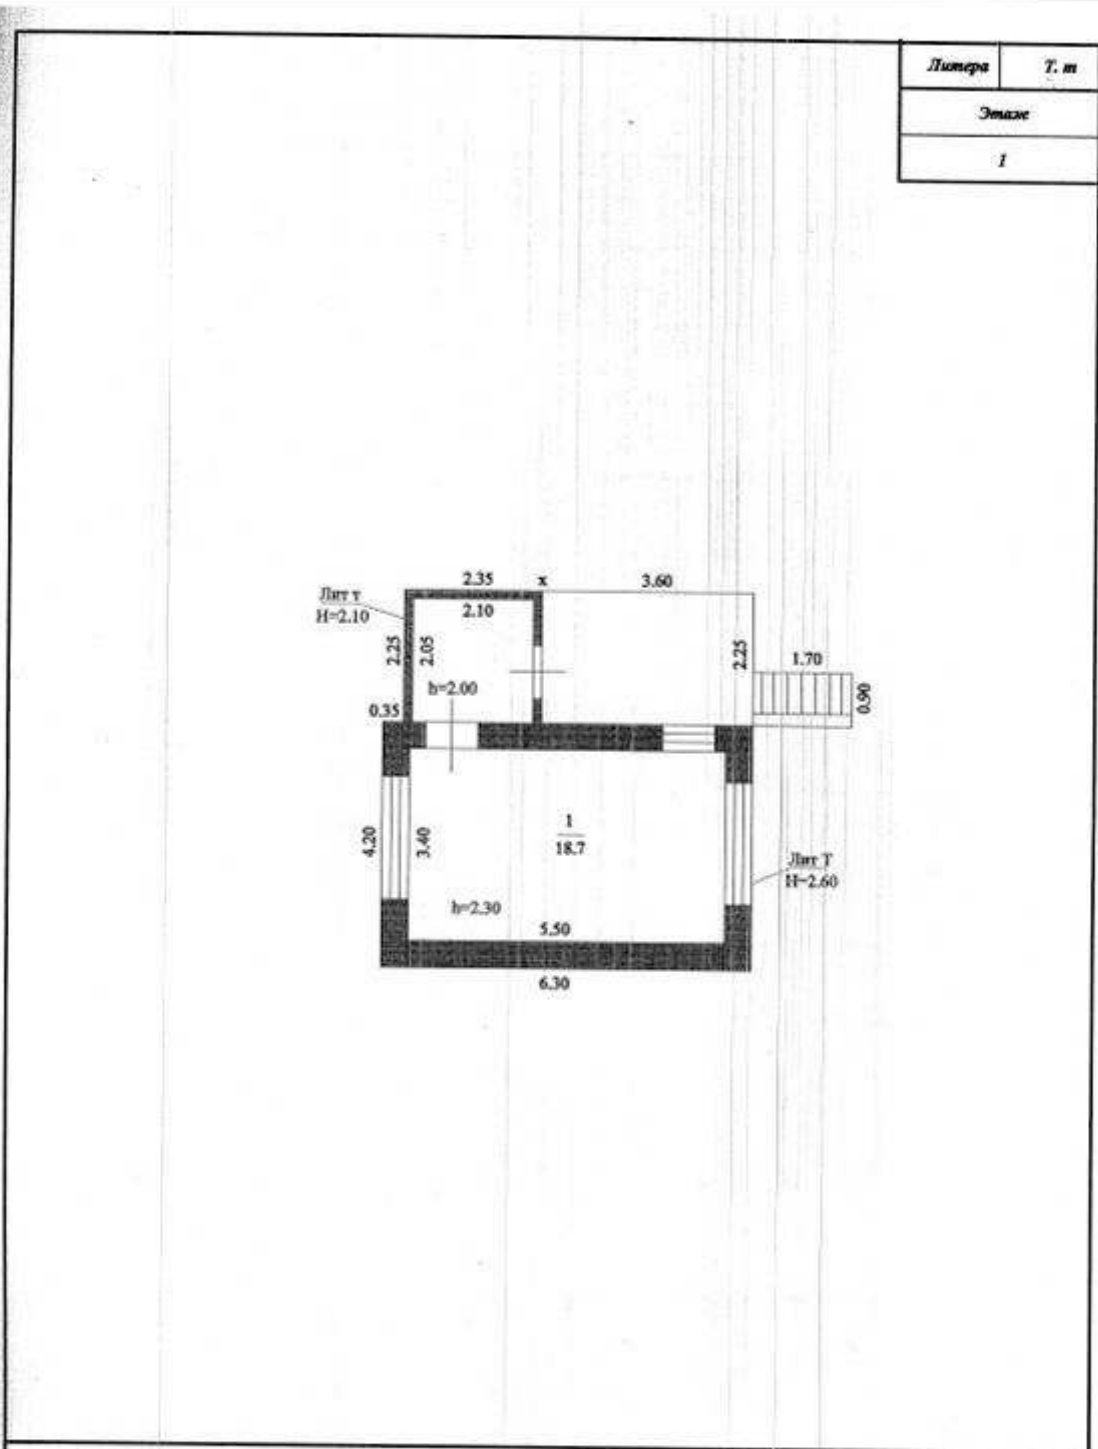 Литера Т. т
Этаж
1
2.35 х 3.60
Лит т
Н=2.10
2.10
2.25
2.05
2.25
1.70
0.90
h=2.00
0.35
4.20
3.40
1
18.7
Лит Т
Н=2.60
h=2.30
5.50
6.30